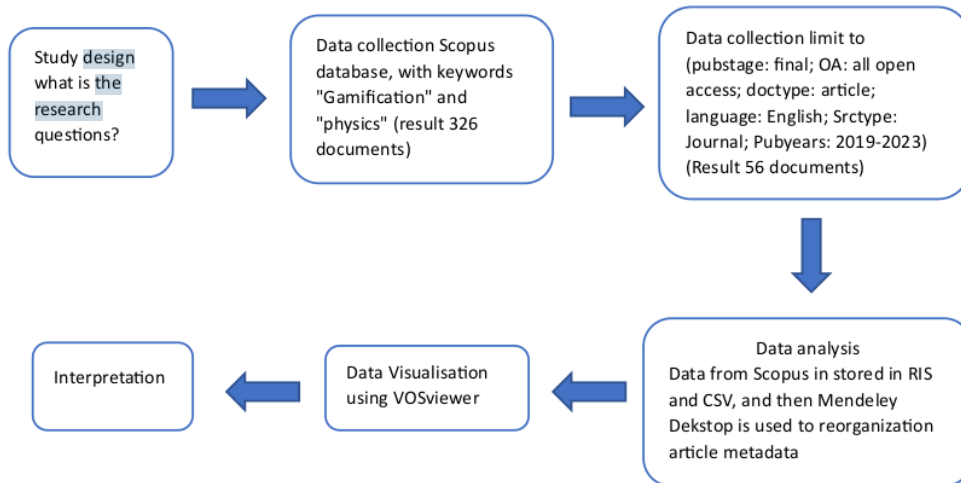 Study design
what is the
research
questions?
Data collection Scopus
database, with keywords
"Gamification" and
"physics" (result 326
documents)
Data collection limit to
(pubstage: final; OA: all open
access; doctype: article;
language: English; Srctype:
Journal; Pubyears: 2019-2023)
(Result 56 documents)
Data analysis
Data from Scopus in stored in RIS
and CSV, and then Mendeley
Dekstop is used to reorganization
article metadata
Data Visualisation
using VOSviewer
Interpretation